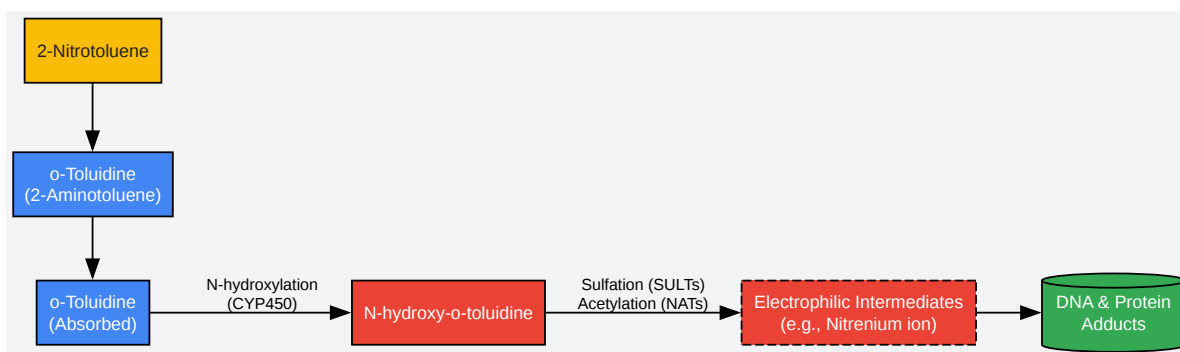 2-Nitrotoluene
o-Toluidine
(2-Aminotoluene)
o-Toluidine
(Absorbed)
N-hydroxylation
(CYP450)
N-hydroxy-o-toluidine
Sulfation (SULTs)
Acetylation (NATs)
Electrophilic Intermediates
(e.g., Nitrenium ion)
DNA & Protein
Adducts